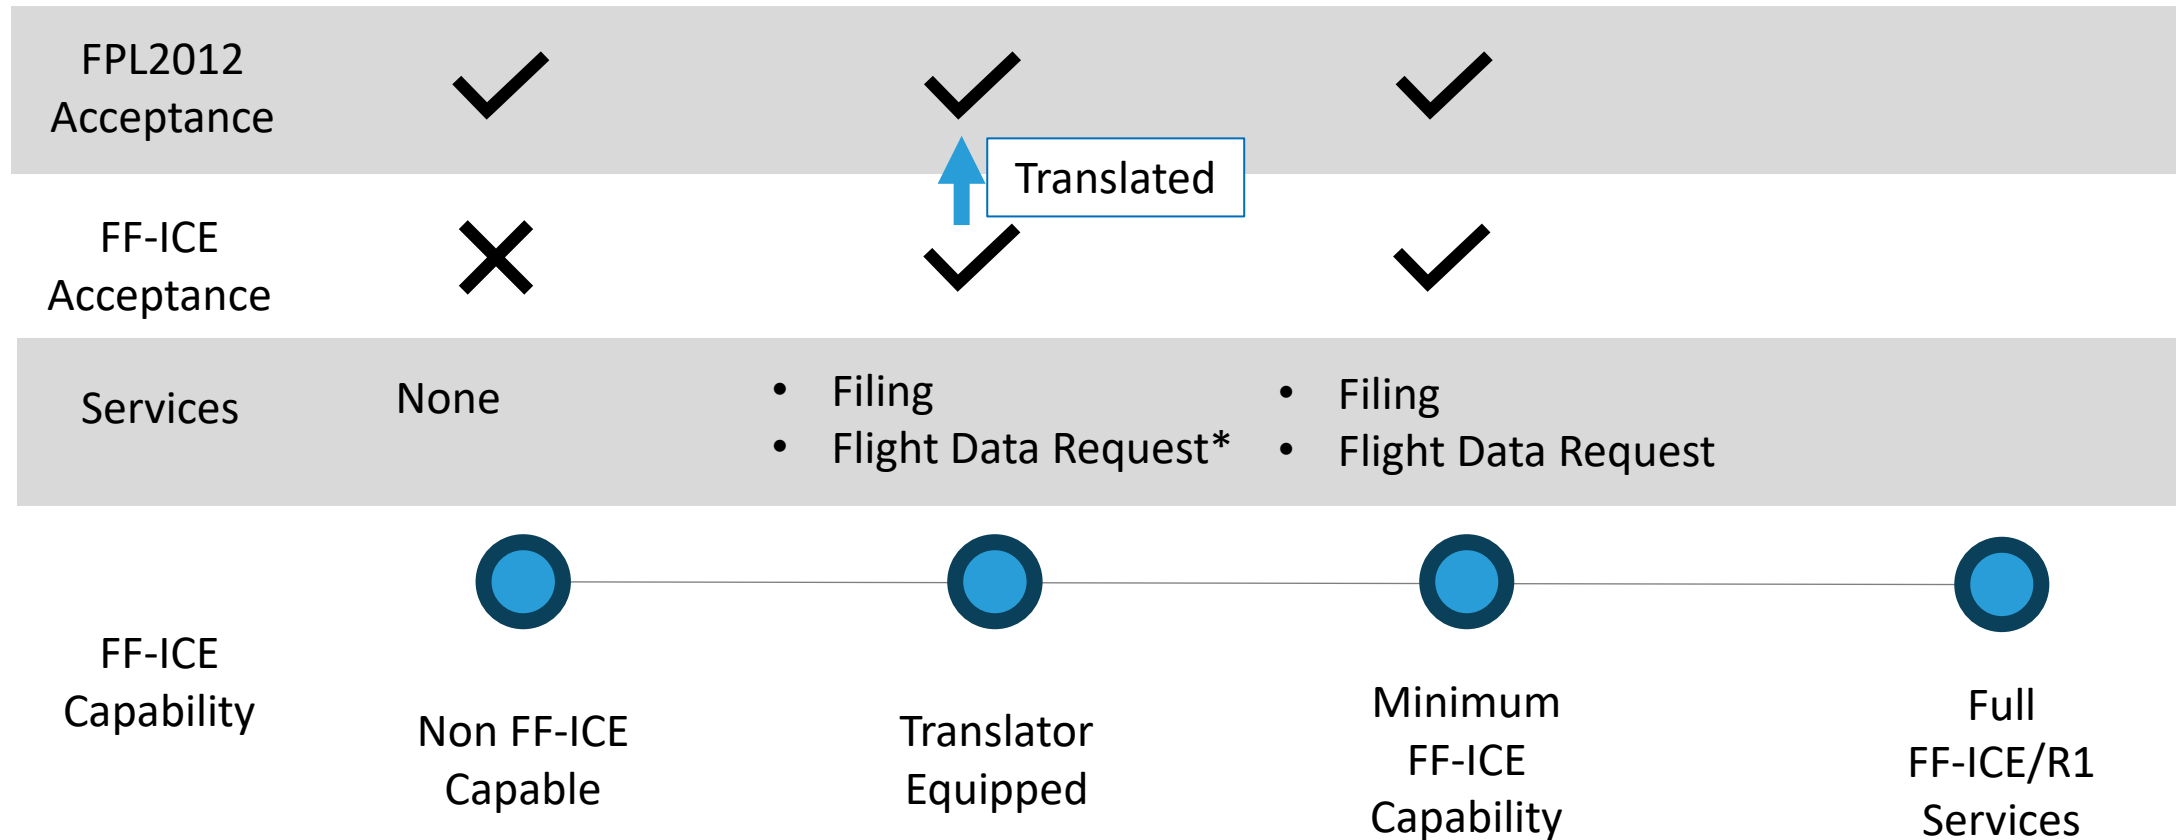 FPL2012
Acceptance
Translated
FF-ICE
Acceptance
Services
None
• Filing
• Flight Data Request*
• Filing
• Flight Data Request
FF-ICE
Capability
Non FF-ICE
Capable
Translator
Equipped
Minimum
FF-ICE
Capability
Full
FF-ICE/R1
Services